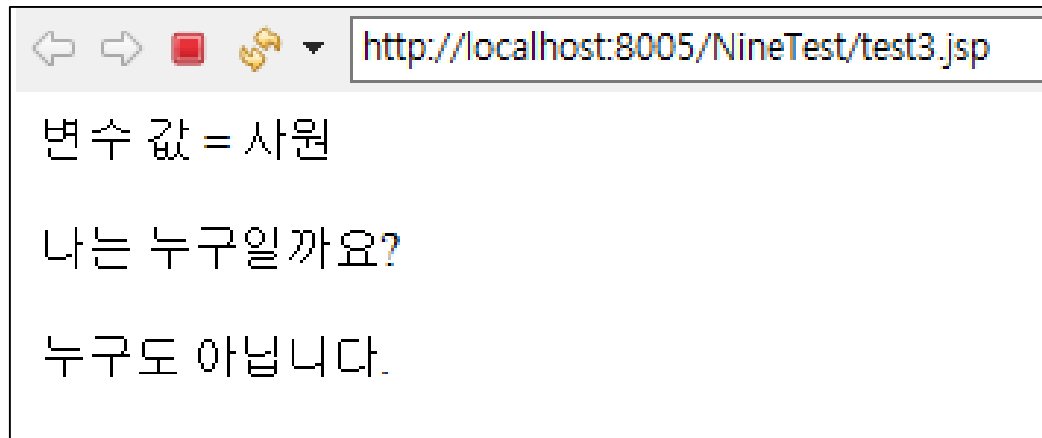 http://localhost:8005/NineTest/test3.jsp
변수 값 = 사원
나는 누구일까요?
누구도 아닙니다.